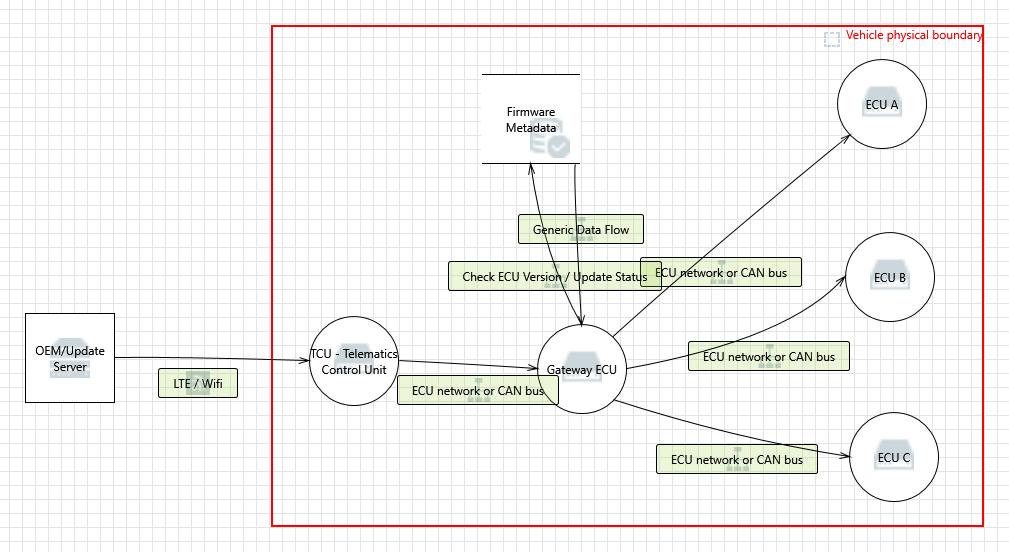 Vehicle physical boundary
Firmware
Metadata
ECU A
Generic Data Flow
Check ECU Version / Update Status
ECU network or CAN bus
ECU B
OEM/Update
Server
LTE / Wifi
TCU - Telematics
Control Unit
ECU network or CAN bus
Gateway ECU
ECU network or CAN bus
ECU network or CAN bus
ECU C